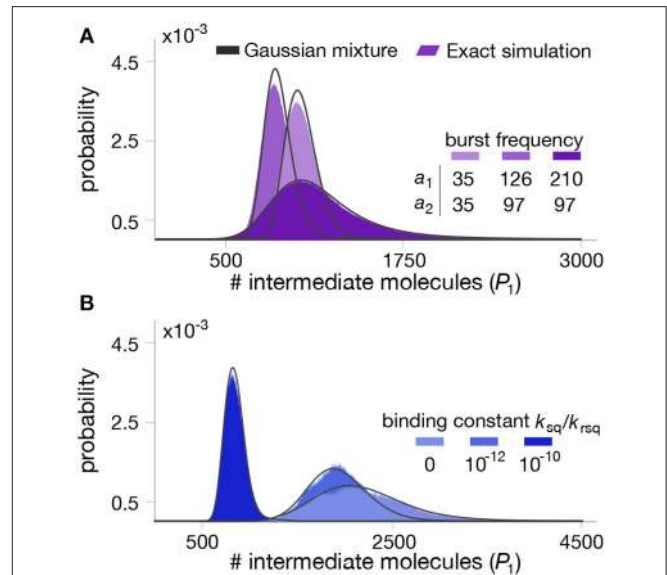 A
x10⁻³
Gaussian mixture Exact simulation
4.5
2.5
0.5
probability
burst frequency
a₁ 35 126 210
a₂ 35 97 97
500 1750 3000
# intermediate molecules (P₁)
B
x10⁻³
4.5
2.5
0.5
probability
binding constant k_sq/k_rsq
0 10⁻¹² 10⁻¹⁰
500 2500 4500
# intermediate molecules (P₁)